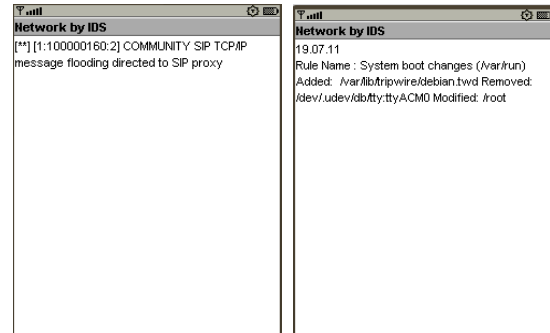 Network by IDS
[**] [1:100000160:2] COMMUNITY SIP TCP/IP
message flooding directed to SIP proxy
Network by IDS
19.07.11
Rule Name : System boot changes (/var/run)
Added: /var/lib/tripwire/debian.twd Removed:
/dev/.udev/db/tty:ttyACM0 Modified: /root